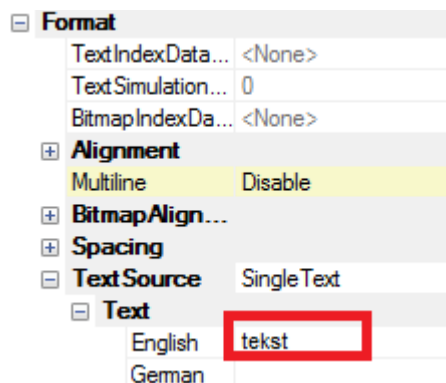 Format
TextIndexData... <None>
TextSimulation... 0
BitmapIndexDa... <None>
Alignment
Multiline Disable
BitmapAlign...
Spacing
TextSource SingleText
Text
English tekst
German